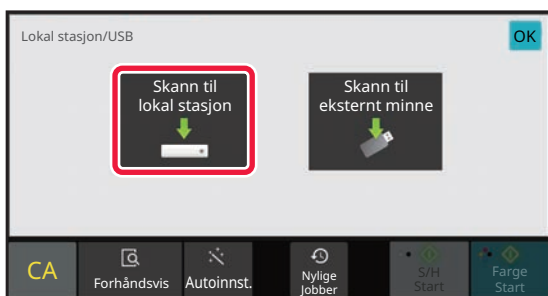 Lokal stasjon/USB
OK
Skann til
lokal stasjon
Skann til
eksternt minne
CA
Forhåndsvis
Autoinnst.
Nylige
Jobber
S/H
Start
Farge
Start